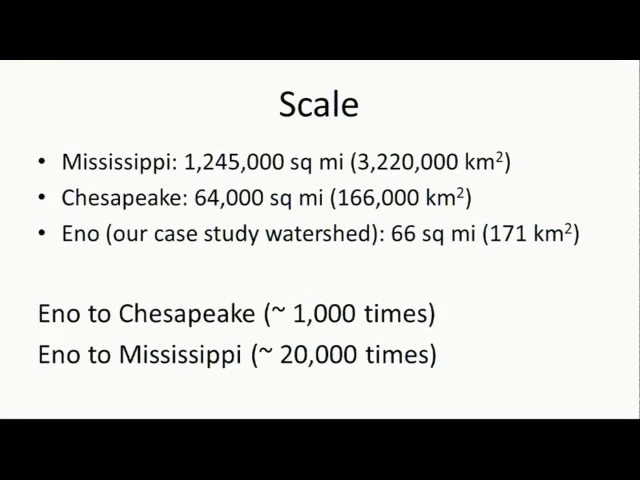 Scale
• Mississippi: 1,245,000 sq mi (3,220,000 km²)
• Chesapeake: 64,000 sq mi (166,000 km²)
• Eno (our case study watershed): 66 sq mi (171 km²)
Eno to Chesapeake (~ 1,000 times)
Eno to Mississippi (~ 20,000 times)